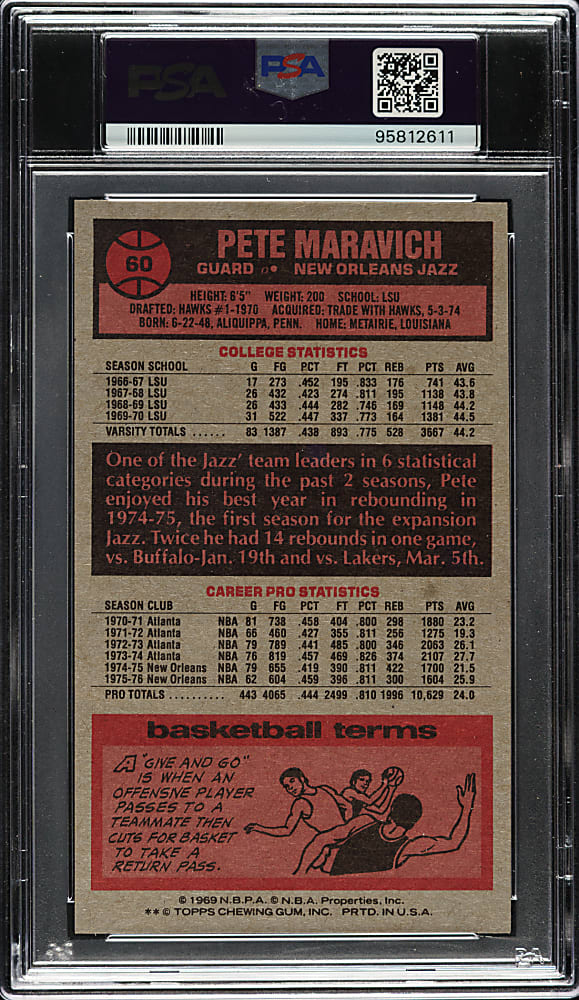 PSA
PSA
95812611
60
PETE MARAVICH
GUARD • NEW ORLEANS JAZZ
HEIGHT: 6'5" WEIGHT: 200 SCHOOL: LSU
DRAFTED: HAWKS #1-1970 ACQUIRED: TRADE WITH HAWKS, 5-3-74
BORN: 6-22-48, ALIQUIPPA, PENN. HOME: METAIRIE, LOUISIANA
COLLEGE STATISTICS
SEASON SCHOOL G FG PCT FT PCT REB PTS AVG
1966-67 LSU 17 273 .452 195 .833 176 741 43.6
1967-68 LSU 26 432 .423 274 .811 195 1138 43.8
1968-69 LSU 26 433 .444 282 .746 169 1148 44.2
1969-70 LSU 31 522 .447 337 .773 164 1381 44.5
VARSITY TOTALS ...... 83 1387 .438 893 .775 528 3667 44.2
One of the Jazz' team leaders in 6 statistical
categories during the past 2 seasons, Pete
enjoyed his best year in rebounding in
1974-75, the first season for the expansion
Jazz. Twice he had 14 rebounds in one game,
vs. Buffalo-Jan. 19th and vs. Lakers, Mar. 5th.
CAREER PRO STATISTICS
SEASON CLUB G FG PCT FT PCT REB PTS AVG
1970-71 Atlanta NBA 81 738 .458 404 .800 298 1880 23.2
1971-72 Atlanta NBA 66 460 .427 355 .811 256 1275 19.3
1972-73 Atlanta NBA 79 789 .441 485 .800 346 2063 26.1
1973-74 Atlanta NBA 76 819 .457 469 .826 374 2107 27.7
1974-75 New Orleans NBA 79 655 .419 390 .811 422 1700 21.5
1975-76 New Orleans NBA 62 604 .459 396 .811 300 1604 25.9
PRO TOTALS .......... 443 4065 .444 2499 .810 1996 10,629 24.0
basketball terms
A "GIVE AND GO"
IS WHEN AN
OFFENSIVE PLAYER
PASSES TO A
TEAMMATE THEN
CUTS FOR BASKET
TO TAKE A
RETURN PASS.
© 1969 N.B.P.A. © N.B.A. Properties, Inc.
** © TOPPS CHEWING GUM, INC. PRTD. IN U.S.A.